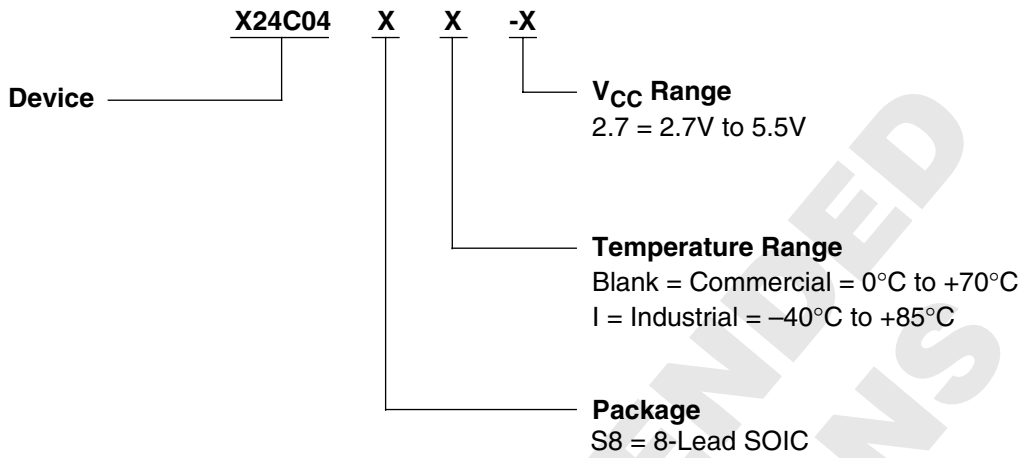 X24C04 X X -X
Device
VCC Range
2.7 = 2.7V to 5.5V
Temperature Range
Blank = Commercial = 0°C to +70°C
I = Industrial = –40°C to +85°C
Package
S8 = 8-Lead SOIC